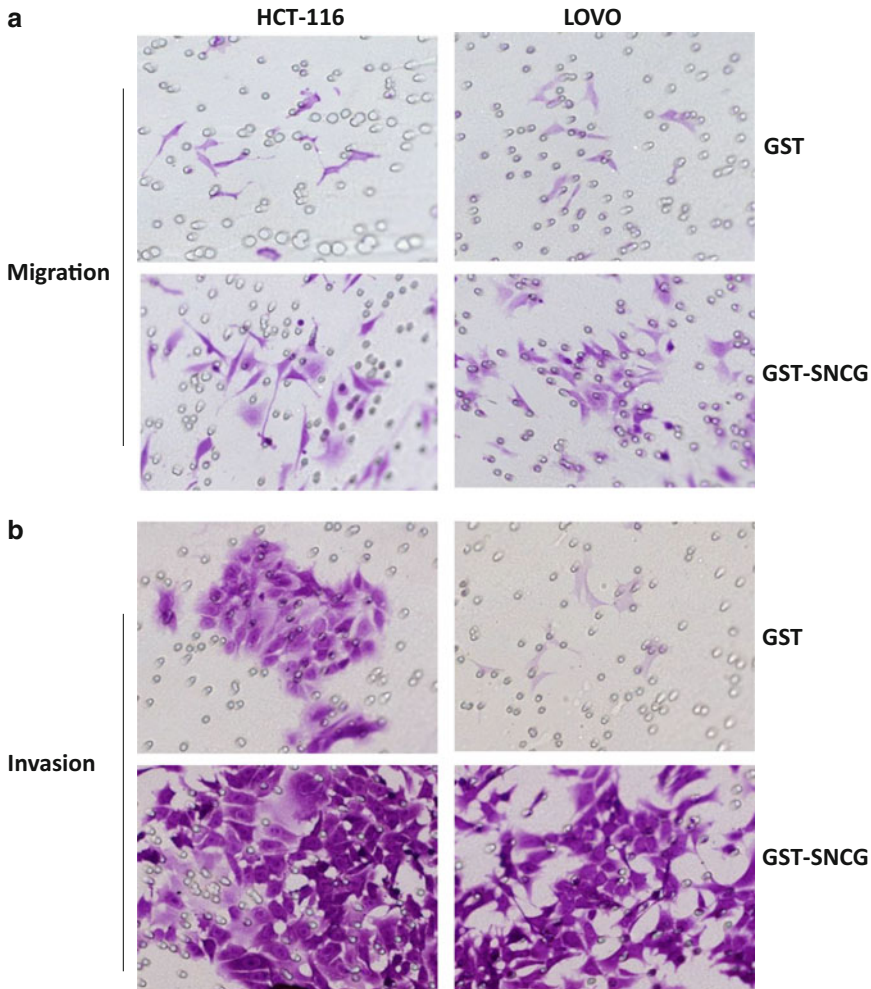 a
HCT-116
LOVO
GST
Migration
GST-SNCG
b
GST
Invasion
GST-SNCG